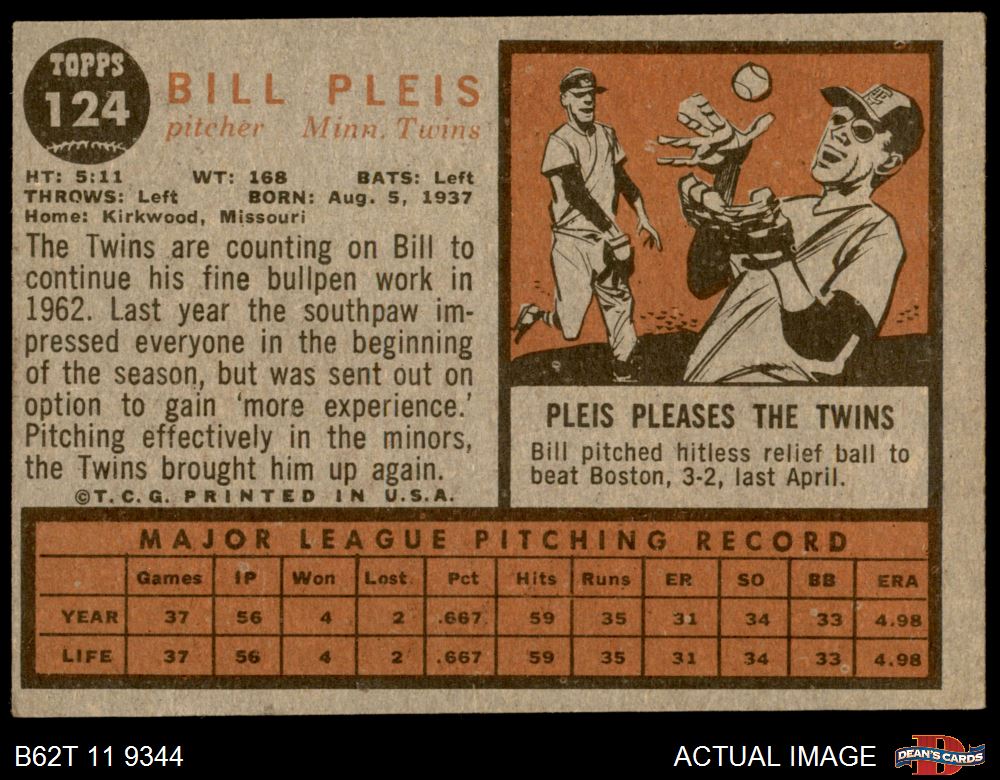 TOPPS
124
BILL PLEIS
pitcher Minn. Twins
HT: 5:11 WT: 168 BATS: Left
THROWS: Left BORN: Aug. 5, 1937
Home: Kirkwood, Missouri
The Twins are counting on Bill to
continue his fine bullpen work in
1962. Last year the southpaw im-
pressed everyone in the beginning
of the season, but was sent out on
option to gain 'more experience.'
Pitching effectively in the minors,
the Twins brought him up again.
©T.C.G. PRINTED IN U.S.A.
PLEIS PLEASES THE TWINS
Bill pitched hitless relief ball to
beat Boston, 3-2, last April.
MAJOR LEAGUE PITCHING RECORD
Games IP Won Lost Pct Hits Runs ER SO BB ERA
YEAR 37 56 4 2 .667 59 35 31 34 33 4.98
LIFE 37 56 4 2 .667 59 35 31 34 33 4.98
B62T 11 9344
ACTUAL IMAGE
D
DEAN'S CARDS